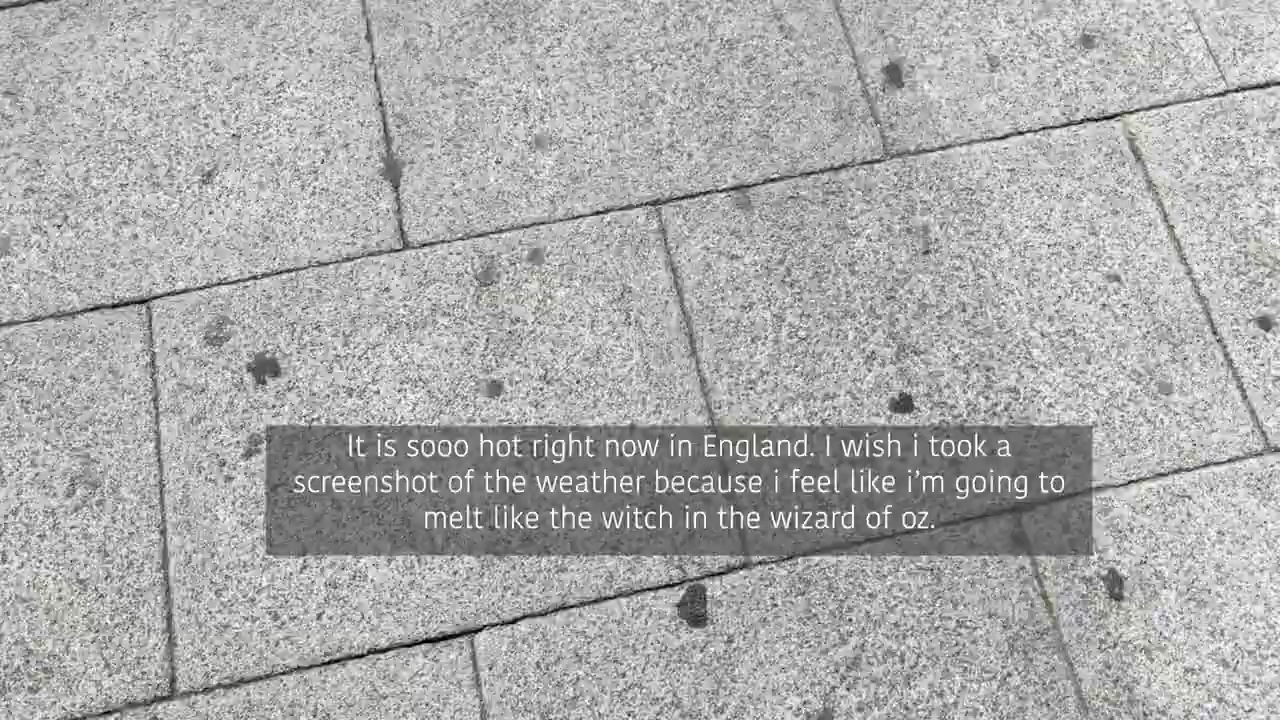 It is sooo hot right now in England. I wish i took a
screenshot of the weather because i feel like i'm going to
melt like the witch in the wizard of oz.